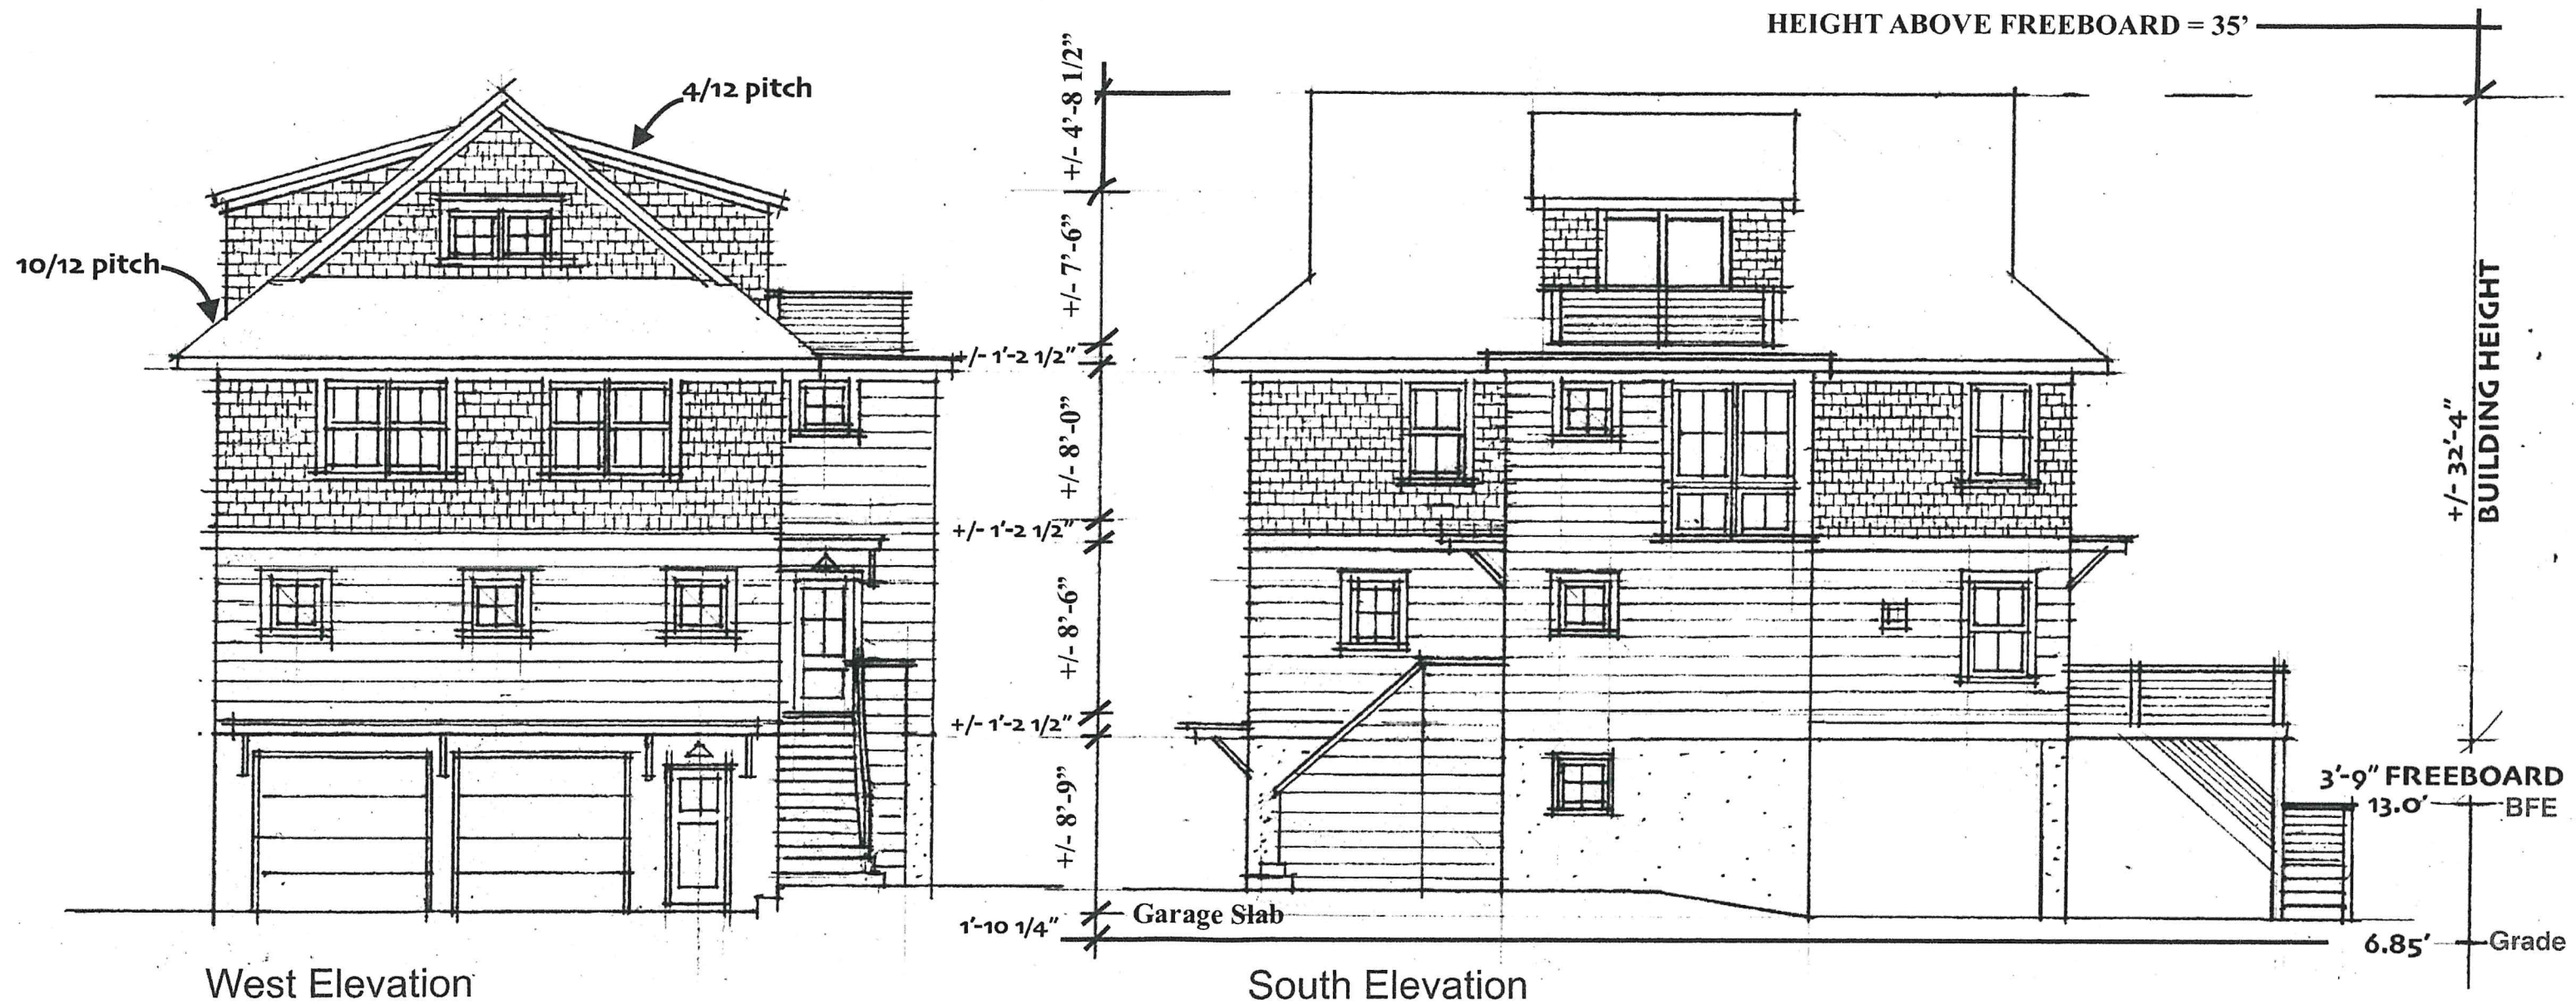 HEIGHT ABOVE FREEBOARD = 35'
4/12 pitch
10/12 pitch
+/- 4'-8 1/2"
+/- 7'-6"
+/- 1'-2 1/2"
+/- 8'-0"
+/- 1'-2 1/2"
+/- 8'-6"
+/- 1'-2 1/2"
+/- 8'-9"
1'-10 1/4"
Garage Slab
+/- 32'-4"
BUILDING HEIGHT
3'-9" FREEBOARD
13.0' BFE
6.85' Grade
West Elevation
South Elevation